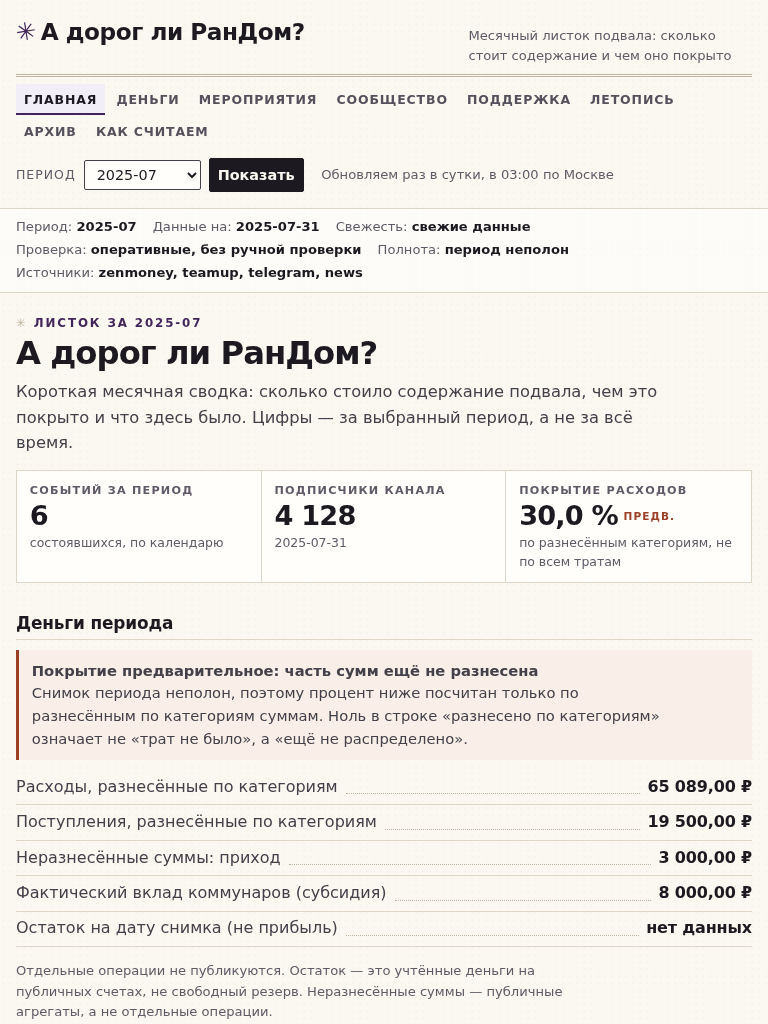 ✳ А дорог ли РанДом?
Месячный листок подвала: сколько
стоит содержание и чем оно покрыто
ГЛАВНАЯ ДЕНЬГИ МЕРОПРИЯТИЯ СООБЩЕСТВО ПОДДЕРЖКА ЛЕТОПИСЬ
АРХИВ КАК СЧИТАЕМ
ПЕРИОД 2025-07 Показать Обновляем раз в сутки, в 03:00 по Москве
Период: 2025-07 Данные на: 2025-07-31 Свежесть: свежие данные
Проверка: оперативные, без ручной проверки Полнота: период неполон
Источники: zenmoney, teamup, telegram, news
✳ ЛИСТОК ЗА 2025-07
А дорог ли РанДом?
Короткая месячная сводка: сколько стоило содержание подвала, чем это
покрыто и что здесь было. Цифры — за выбранный период, а не за всё
время.
СОБЫТИЙ ЗА ПЕРИОД
6
состоявшихся, по календарю
ПОДПИСЧИКИ КАНАЛА
4 128
2025-07-31
ПОКРЫТИЕ РАСХОДОВ
30,0 % ПРЕДВ.
по разнесённым категориям, не
по всем тратам
Деньги периода
Покрытие предварительное: часть сумм ещё не разнесена
Снимок периода неполон, поэтому процент ниже посчитан только по
разнесённым по категориям суммам. Ноль в строке «разнесено по категориям»
означает не «трат не было», а «ещё не распределено».
Расходы, разнесённые по категориям 65 089,00 ₽
Поступления, разнесённые по категориям 19 500,00 ₽
Неразнесённые суммы: приход 3 000,00 ₽
Фактический вклад коммунаров (субсидия) 8 000,00 ₽
Остаток на дату снимка (не прибыль) нет данных
Отдельные операции не публикуются. Остаток — это учтённые деньги на
публичных счетах, не свободный резерв. Неразнесённые суммы — публичные
агрегаты, а не отдельные операции.